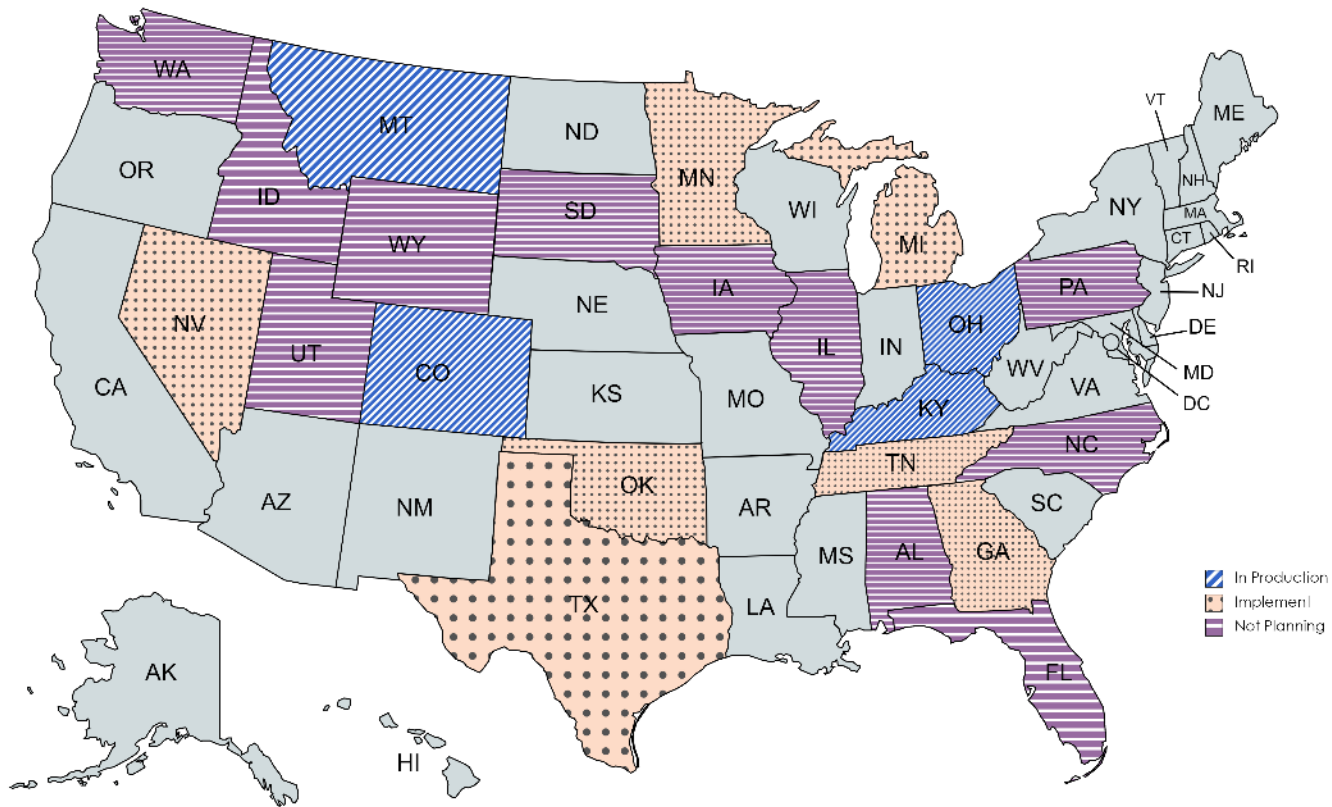 WA
MT
ND
MN
VT
ME
OR
ID
SD
WI
MI
NH
NY
MA
CT
RI
WY
IA
PA
NJ
NE
NV
UT
IL
IN
OH
DE
CA
CO
KS
MO
WV
MD
VA
DC
KY
AZ
NM
OK
AR
TN
NC
SC
MS
AL
GA
In Production
TX
LA
Implement
Not Planning
AK
FL
HI